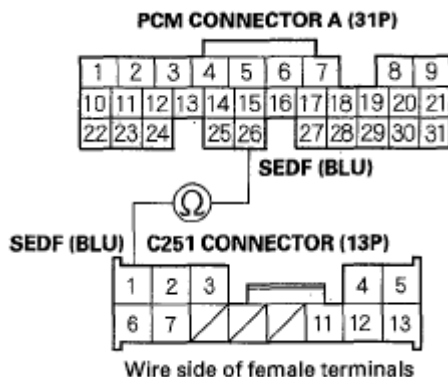 PCM CONNECTOR A (31P)
1 2 3 4 5 6 7 8 9
10 11 12 13 14 15 16 17 18 19 20 21
22 23 24 25 26 27 28 29 30 31
SEDF (BLU)
Ω
SEDF (BLU) C251 CONNECTOR (13P)
1 2 3 4 5
6 7 11 12 13
Wire side of female terminals